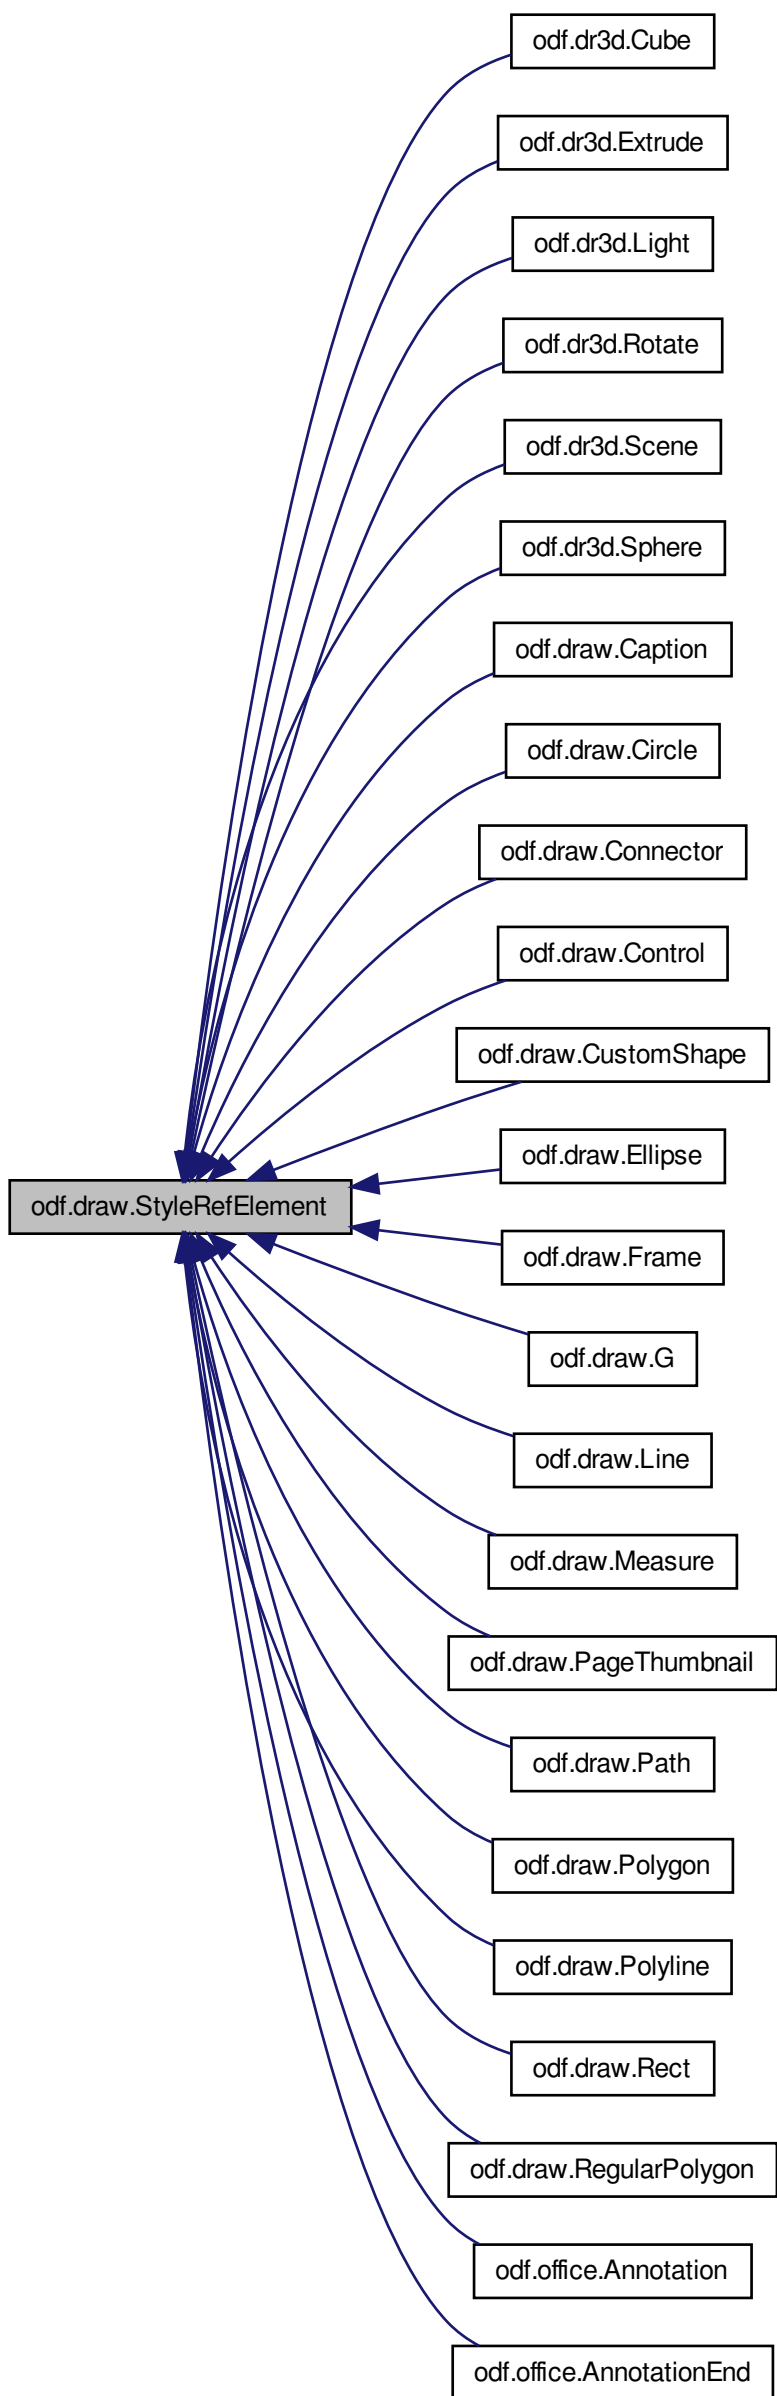 odf.dr3d.Cube
odf.dr3d.Extrude
odf.dr3d.Light
odf.dr3d.Rotate
odf.dr3d.Scene
odf.dr3d.Sphere
odf.draw.Caption
odf.draw.Circle
odf.draw.Connector
odf.draw.Control
odf.draw.CustomShape
odf.draw.Ellipse
odf.draw.StyleRefElement
odf.draw.Frame
odf.draw.G
odf.draw.Line
odf.draw.Measure
odf.draw.PageThumbnail
odf.draw.Path
odf.draw.Polygon
odf.draw.Polyline
odf.draw.Rect
odf.draw.RegularPolygon
odf.office.Annotation
odf.office.AnnotationEnd